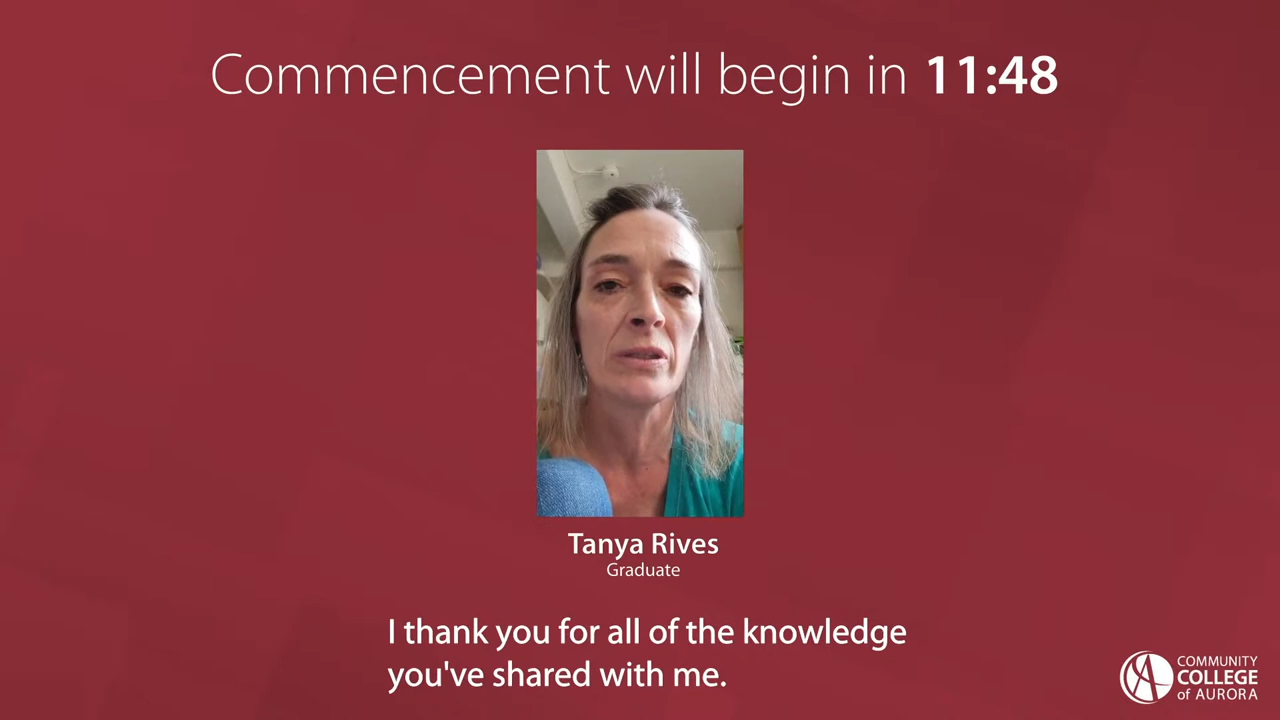 Commencement will begin in 11:48
Tanya Rives
Graduate
I thank you for all of the knowledge
you've shared with me.
COMMUNITY
COLLEGE
of AURORA